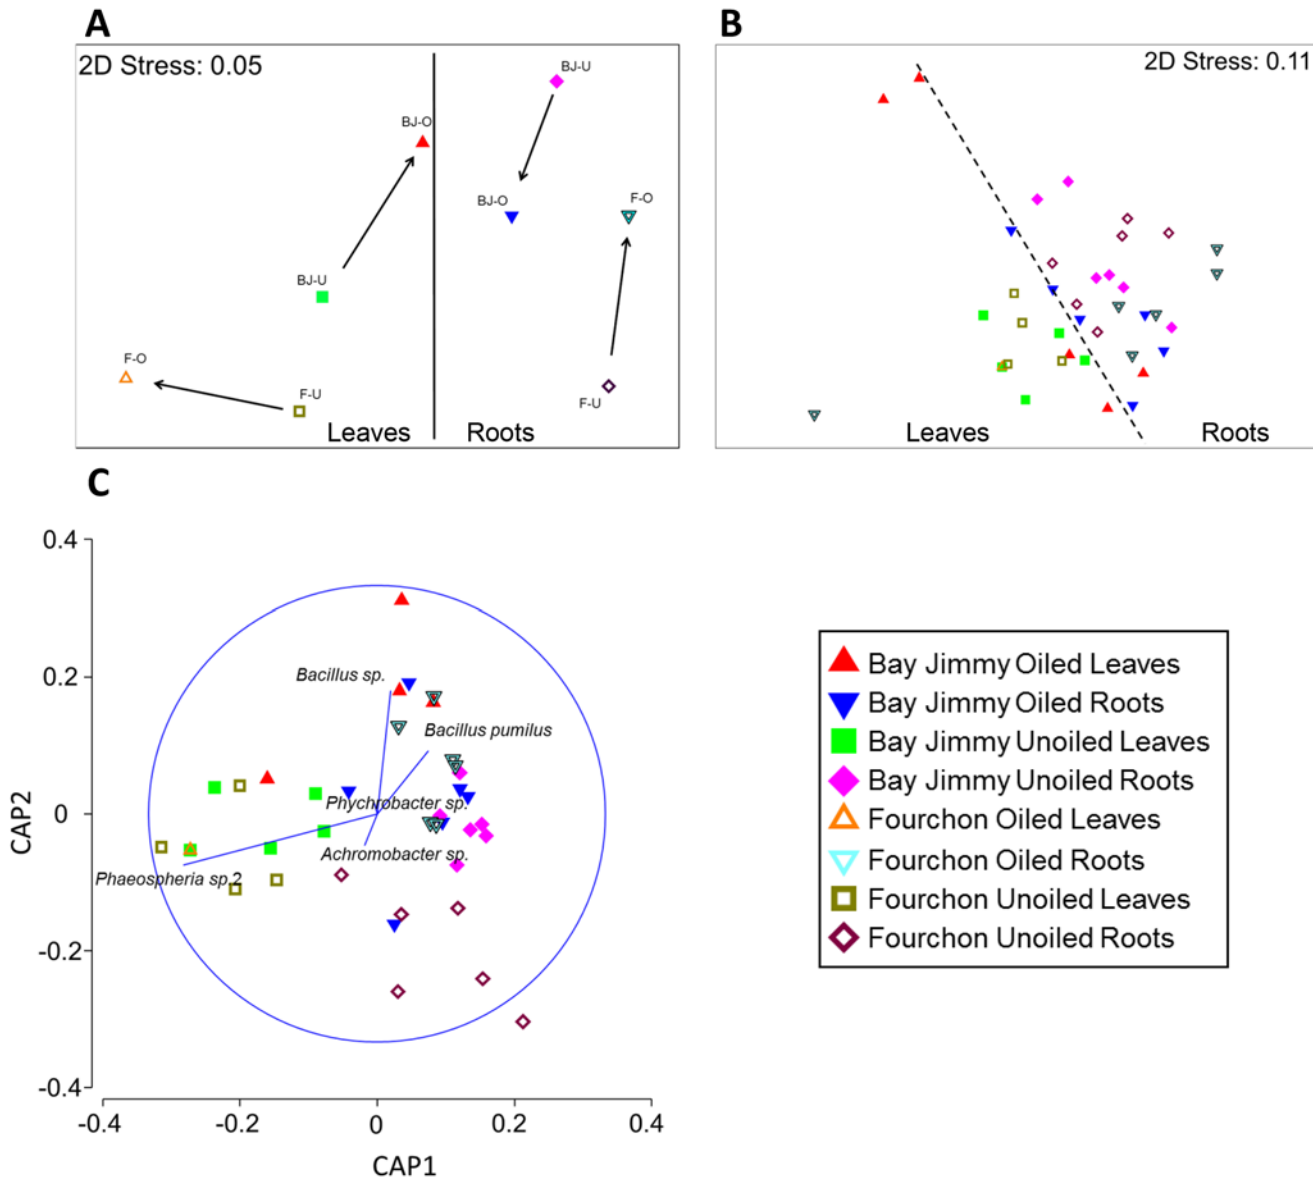 A
2D Stress: 0.05
BJ-U
BJ-O
BJ-O
F-O
BJ-U
F-O
F-U
F-U
Leaves
Roots
B
2D Stress: 0.11
Leaves
Roots
C
0.4
0.2
0
-0.2
-0.4
CAP2
Bacillus sp.
Bacillus pumilus
Phychrobacter sp.
Achromobacter sp.
Phaeospheria sp.2
-0.4
-0.2
0
0.2
0.4
CAP1
Bay Jimmy Oiled Leaves
Bay Jimmy Oiled Roots
Bay Jimmy Unoiled Leaves
Bay Jimmy Unoiled Roots
Fourchon Oiled Leaves
Fourchon Oiled Roots
Fourchon Unoiled Leaves
Fourchon Unoiled Roots